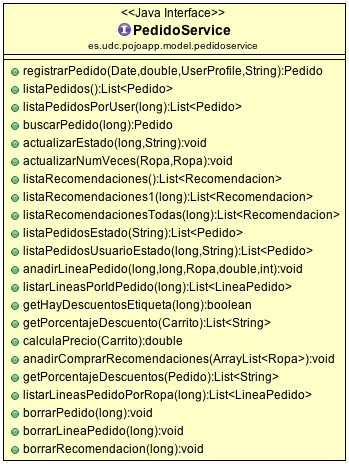 <<Java Interface>>
PedidoService
es.udc.pojoapp.model.pedidoservice
registrarPedido(Date,double,UserProfile,String):Pedido
listaPedidos():List<Pedido>
listaPedidosPorUser(long):List<Pedido>
buscarPedido(long):Pedido
actualizarEstado(long,String):void
actualizarNumVeces(Ropa,Ropa):void
listaRecomendaciones():List<Recomendacion>
listaRecomendaciones1(long):List<Recomendacion>
listaRecomendacionesTodas(long):List<Recomendacion>
listaPedidosEstado(String):List<Pedido>
listaPedidosUsuarioEstado(long,String):List<Pedido>
anadirLineaPedido(long,long,Ropa,double,int):void
listarLineasPorIdPedido(long):List<LineaPedido>
getHayDescuentosEtiqueta(long):boolean
getPorcentajeDescuento(Carrito):List<String>
calculaPrecio(Carrito):double
anadirComprarRecomendaciones(ArrayList<Ropa>):void
getPorcentajeDescuentos(Pedido):List<String>
listarLineasPedidoPorRopa(long):List<LineaPedido>
borrarPedido(long):void
borrarLineaPedido(long):void
borrarRecomendacion(long):void